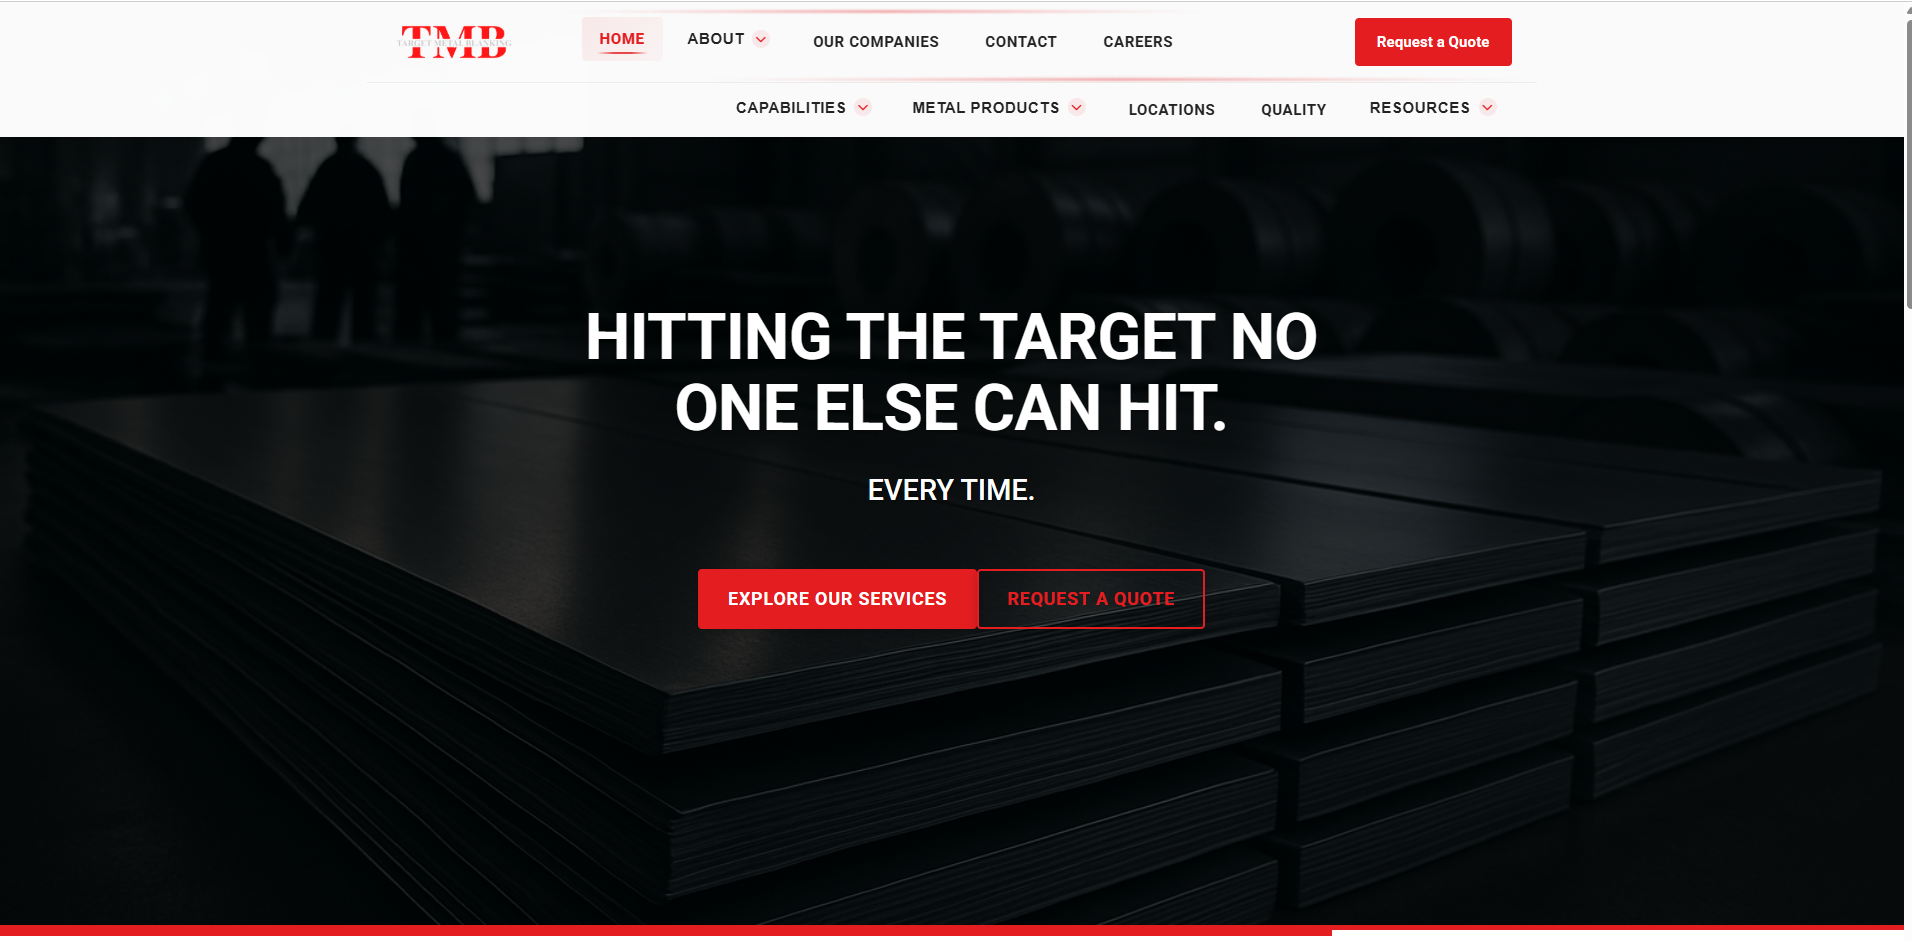 TMB
TARGET METAL BLANKING
HOME
ABOUT
OUR COMPANIES
CONTACT
CAREERS
Request a Quote
CAPABILITIES
METAL PRODUCTS
LOCATIONS
QUALITY
RESOURCES
HITTING THE TARGET NO
ONE ELSE CAN HIT.
EVERY TIME.
EXPLORE OUR SERVICES
REQUEST A QUOTE